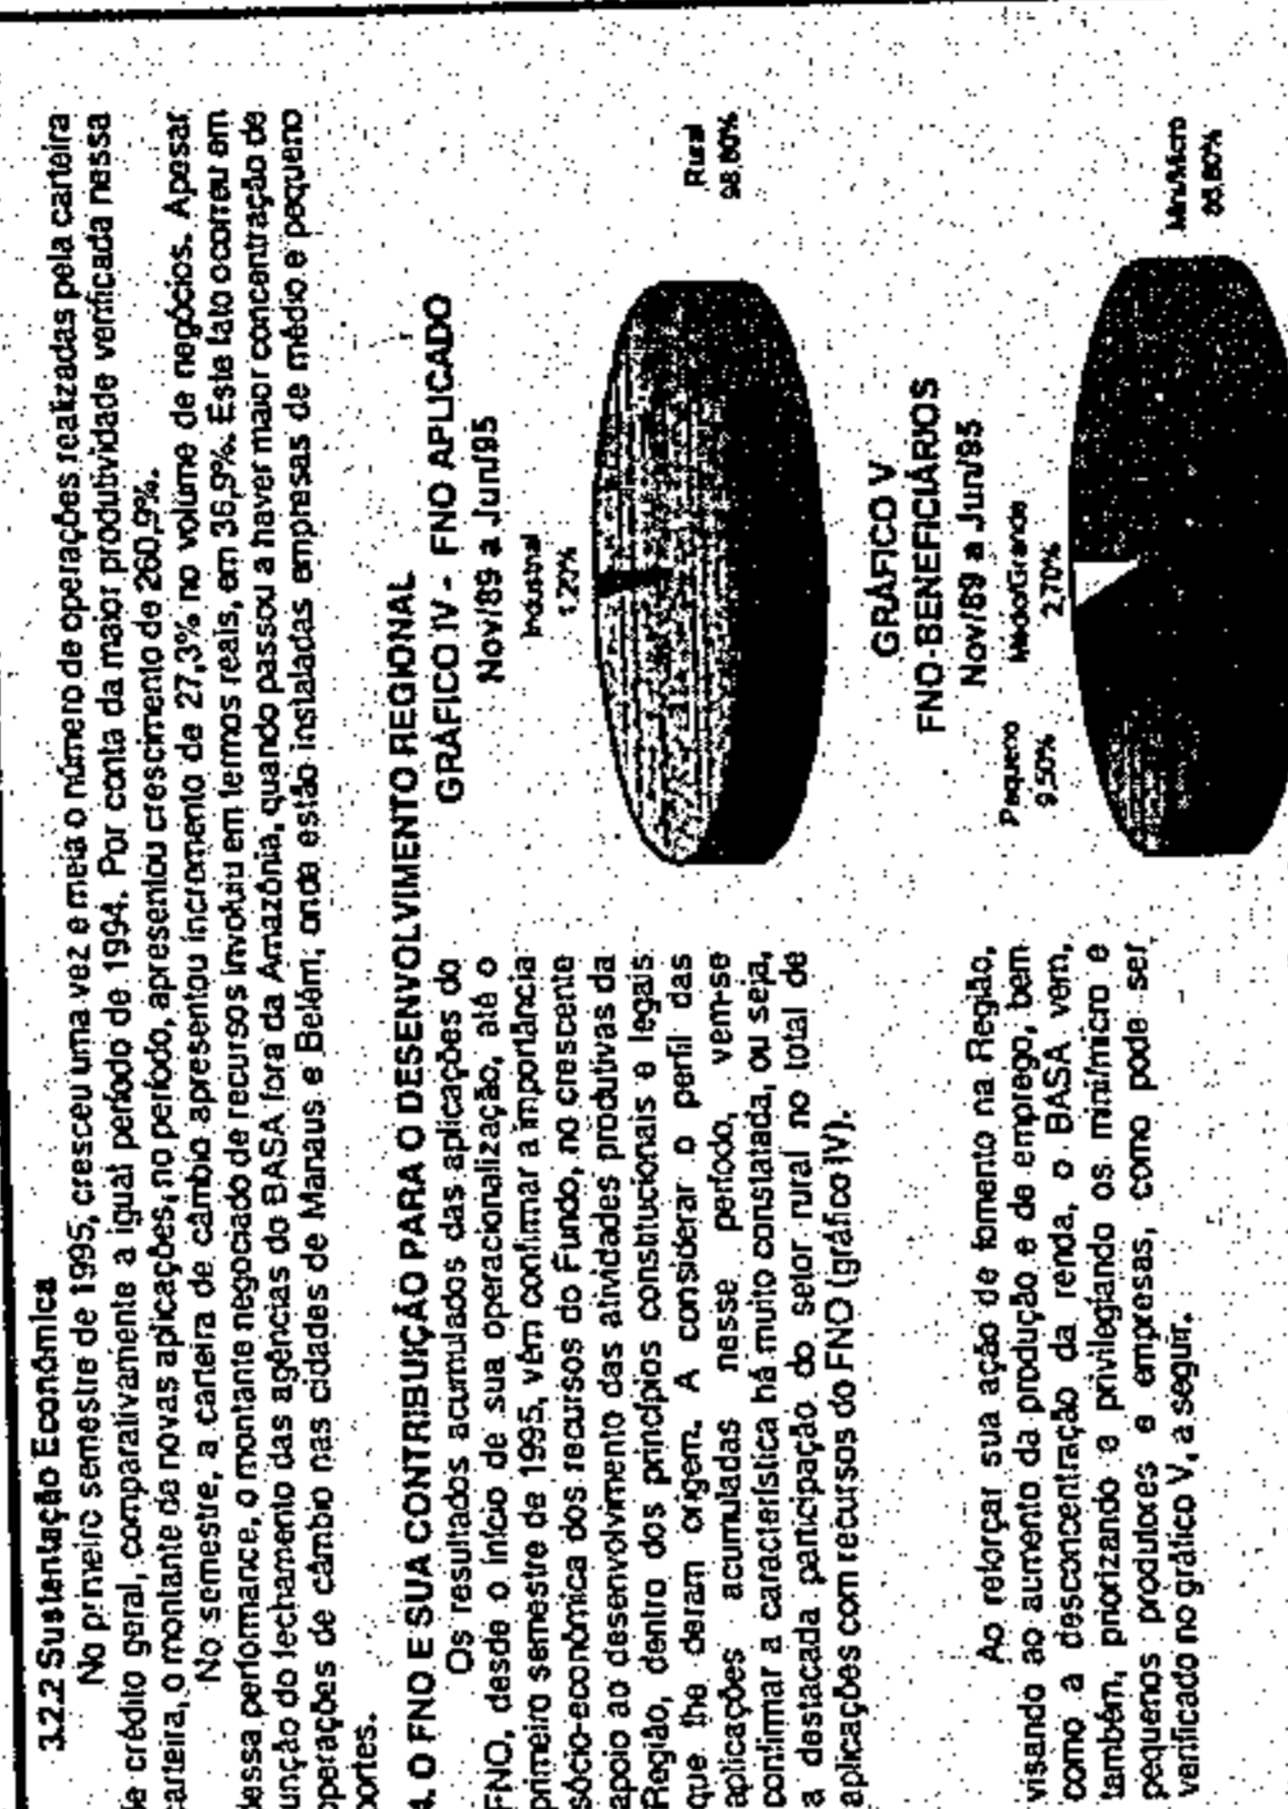 3.2.2 Sustentação Econômica
No primeiro semestre de 1995, cresceu uma vez e meia o número de operações realizadas pela carteira
de crédito geral, comparativamente a igual período de 1994. Por conta da maior produtividade verificada nessa
carteira, o montante de novas aplicações, no período, apresentou crescimento de 260,9%.
No semestre, a carteira de câmbio apresentou incremento de 27,3% no volume de negócios. Apesar
dessa performance, o montante negociado de recursos involuiu em termos reais, em 36,9%. Este fato ocorreu em
função do fechamento das agências do BASA fora da Amazônia, quando passou a haver maior concentração de
operações de câmbio nas cidades de Manaus e Belém, onde estão instaladas empresas de médio e pequeno
portes.
4. O FNO E SUA CONTRIBUIÇÃO PARA O DESENVOLVIMENTO REGIONAL
Os resultados acumulados das aplicações do
FNO, desde o início de sua operacionalização, até o
primeiro semestre de 1995, vêm confirmar a importância
sócio-econômica dos recursos do Fundo, no crescente
apoio ao desenvolvimento das atividades produtivas da
Região, dentro dos princípios constitucionais e legais
que lhe deram origem. A considerar o perfil das
aplicações acumuladas nesse período, vem-se
confirmar a característica há muito constatada, ou seja,
a destacada participação do setor rural no total de
aplicações com recursos do FNO (gráfico IV).
GRÁFICO IV - FNO APLICADO
Nov/89 a Jun/95
Industrial
1,20%
Rural
98,80%
Ao reforçar sua ação de fomento na Região,
visando ao aumento da produção e de emprego, bem
como a desconcentração da renda, o BASA vem,
também, priorizando e privilegiando os mini/micro e
pequenos produtores e empresas, como pode ser
verificado no gráfico V, a seguir.
GRÁFICO V
FNO-BENEFICIÁRIOS
Nov/89 a Jun/95
Pequeno
9,50%
Médio/Grande
2,70%
Mini/Micro